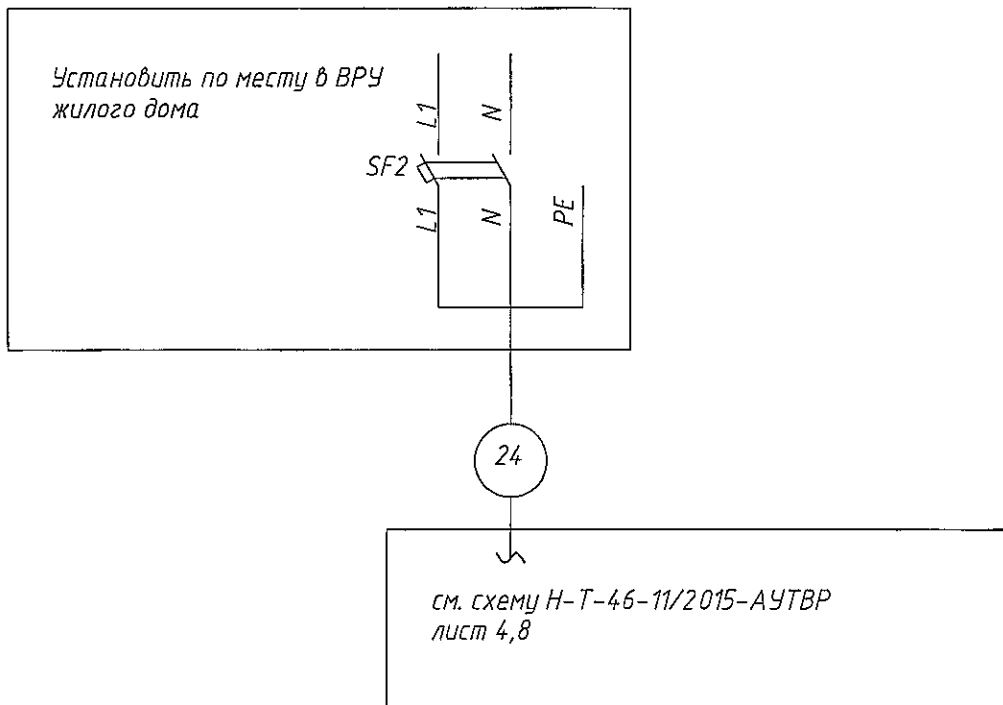 Установить по месту в ВРУ
жилого дома
L1
N
SF2
L1
N
PE
24
см. схему Н-Т-46-11/2015-АУТВР
лист 4,8